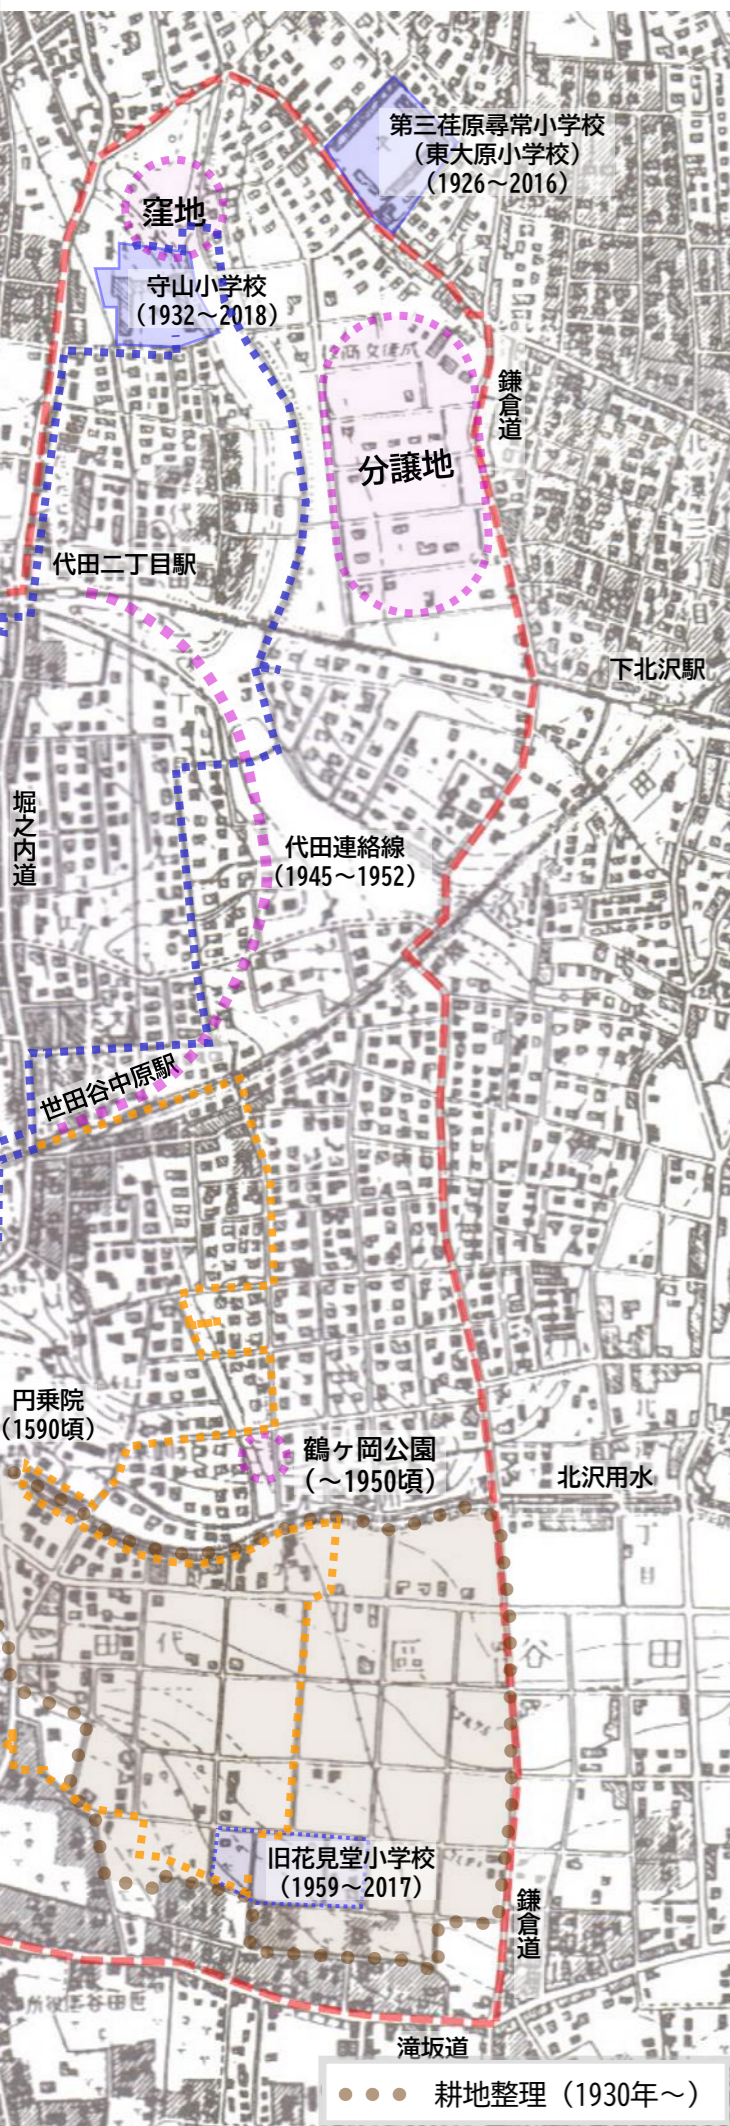 第三荏原尋常小学校
（東大原小学校）
（1926～2016）
窪地
守山小学校
（1932～2018）
鎌倉道
分譲地
代田二丁目駅
下北沢駅
堀之内道
代田連絡線
（1945～1952）
世田谷中原駅
円乗院
（1590頃）
鶴ヶ岡公園
（～1950頃）
北沢用水
代
谷
田
旧花見堂小学校
（1959～2017）
鎌倉道
滝坂道
耕地整理（1930年～）